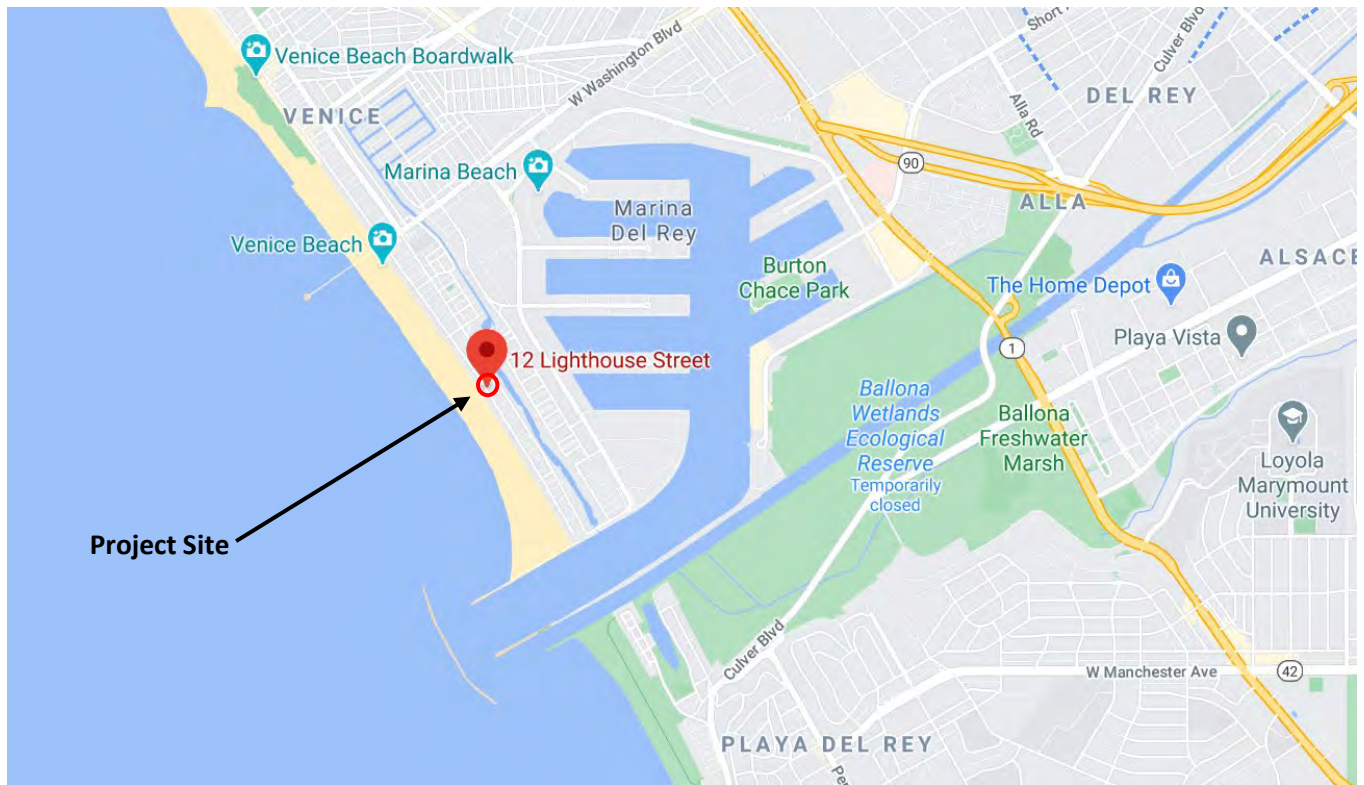 Short
Venice Beach Boardwalk
W Washington Blvd
Culver Blvd
DEL REY
VENICE
Alla Rd
90
Marina Beach
ALLA
Marina
Del Rey
Venice Beach
ALSACE
Burton
Chace Park
The Home Depot
12 Lighthouse Street
1
Playa Vista
Ballona
Wetlands
Ecological
Reserve
Temporarily
closed
Ballona
Freshwater
Marsh
Loyola
Marymount
University
Project Site
Culver Blvd
W Manchester Ave
42
PLAYA DEL REY